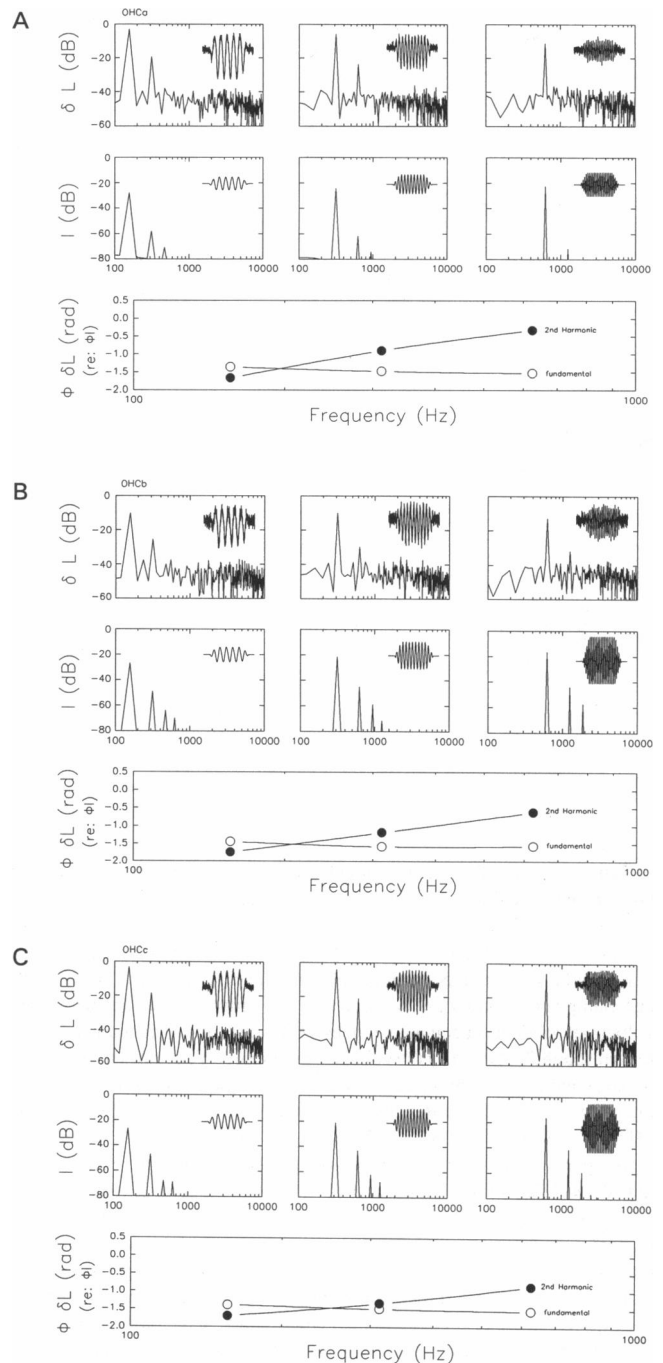 A
OHCa
δ L (dB)
0
-20
-40
-60
I (dB)
0
-20
-40
-60
-80
100 1000 10000 100 1000 10000 100 1000 10000
Φ δL (rad)
(re: ΦI)
0.5
0.0
-0.5
-1.0
-1.5
-2.0
2nd Harmonic
fundamental
100 1000
Frequency (Hz)
B
OHCb
δ L (dB)
0
-20
-40
-60
I (dB)
0
-20
-40
-60
-80
100 1000 10000 100 1000 10000 100 1000 10000
Φ δL (rad)
(re: ΦI)
0.5
0.0
-0.5
-1.0
-1.5
-2.0
2nd Harmonic
fundamental
100 1000
Frequency (Hz)
C
OHCc
δ L (dB)
0
-20
-40
-60
I (dB)
0
-20
-40
-60
-80
100 1000 10000 100 1000 10000 100 1000 10000
Φ δL (rad)
(re: ΦI)
0.5
0.0
-0.5
-1.0
-1.5
-2.0
2nd Harmonic
fundamental
100 1000
Frequency (Hz)